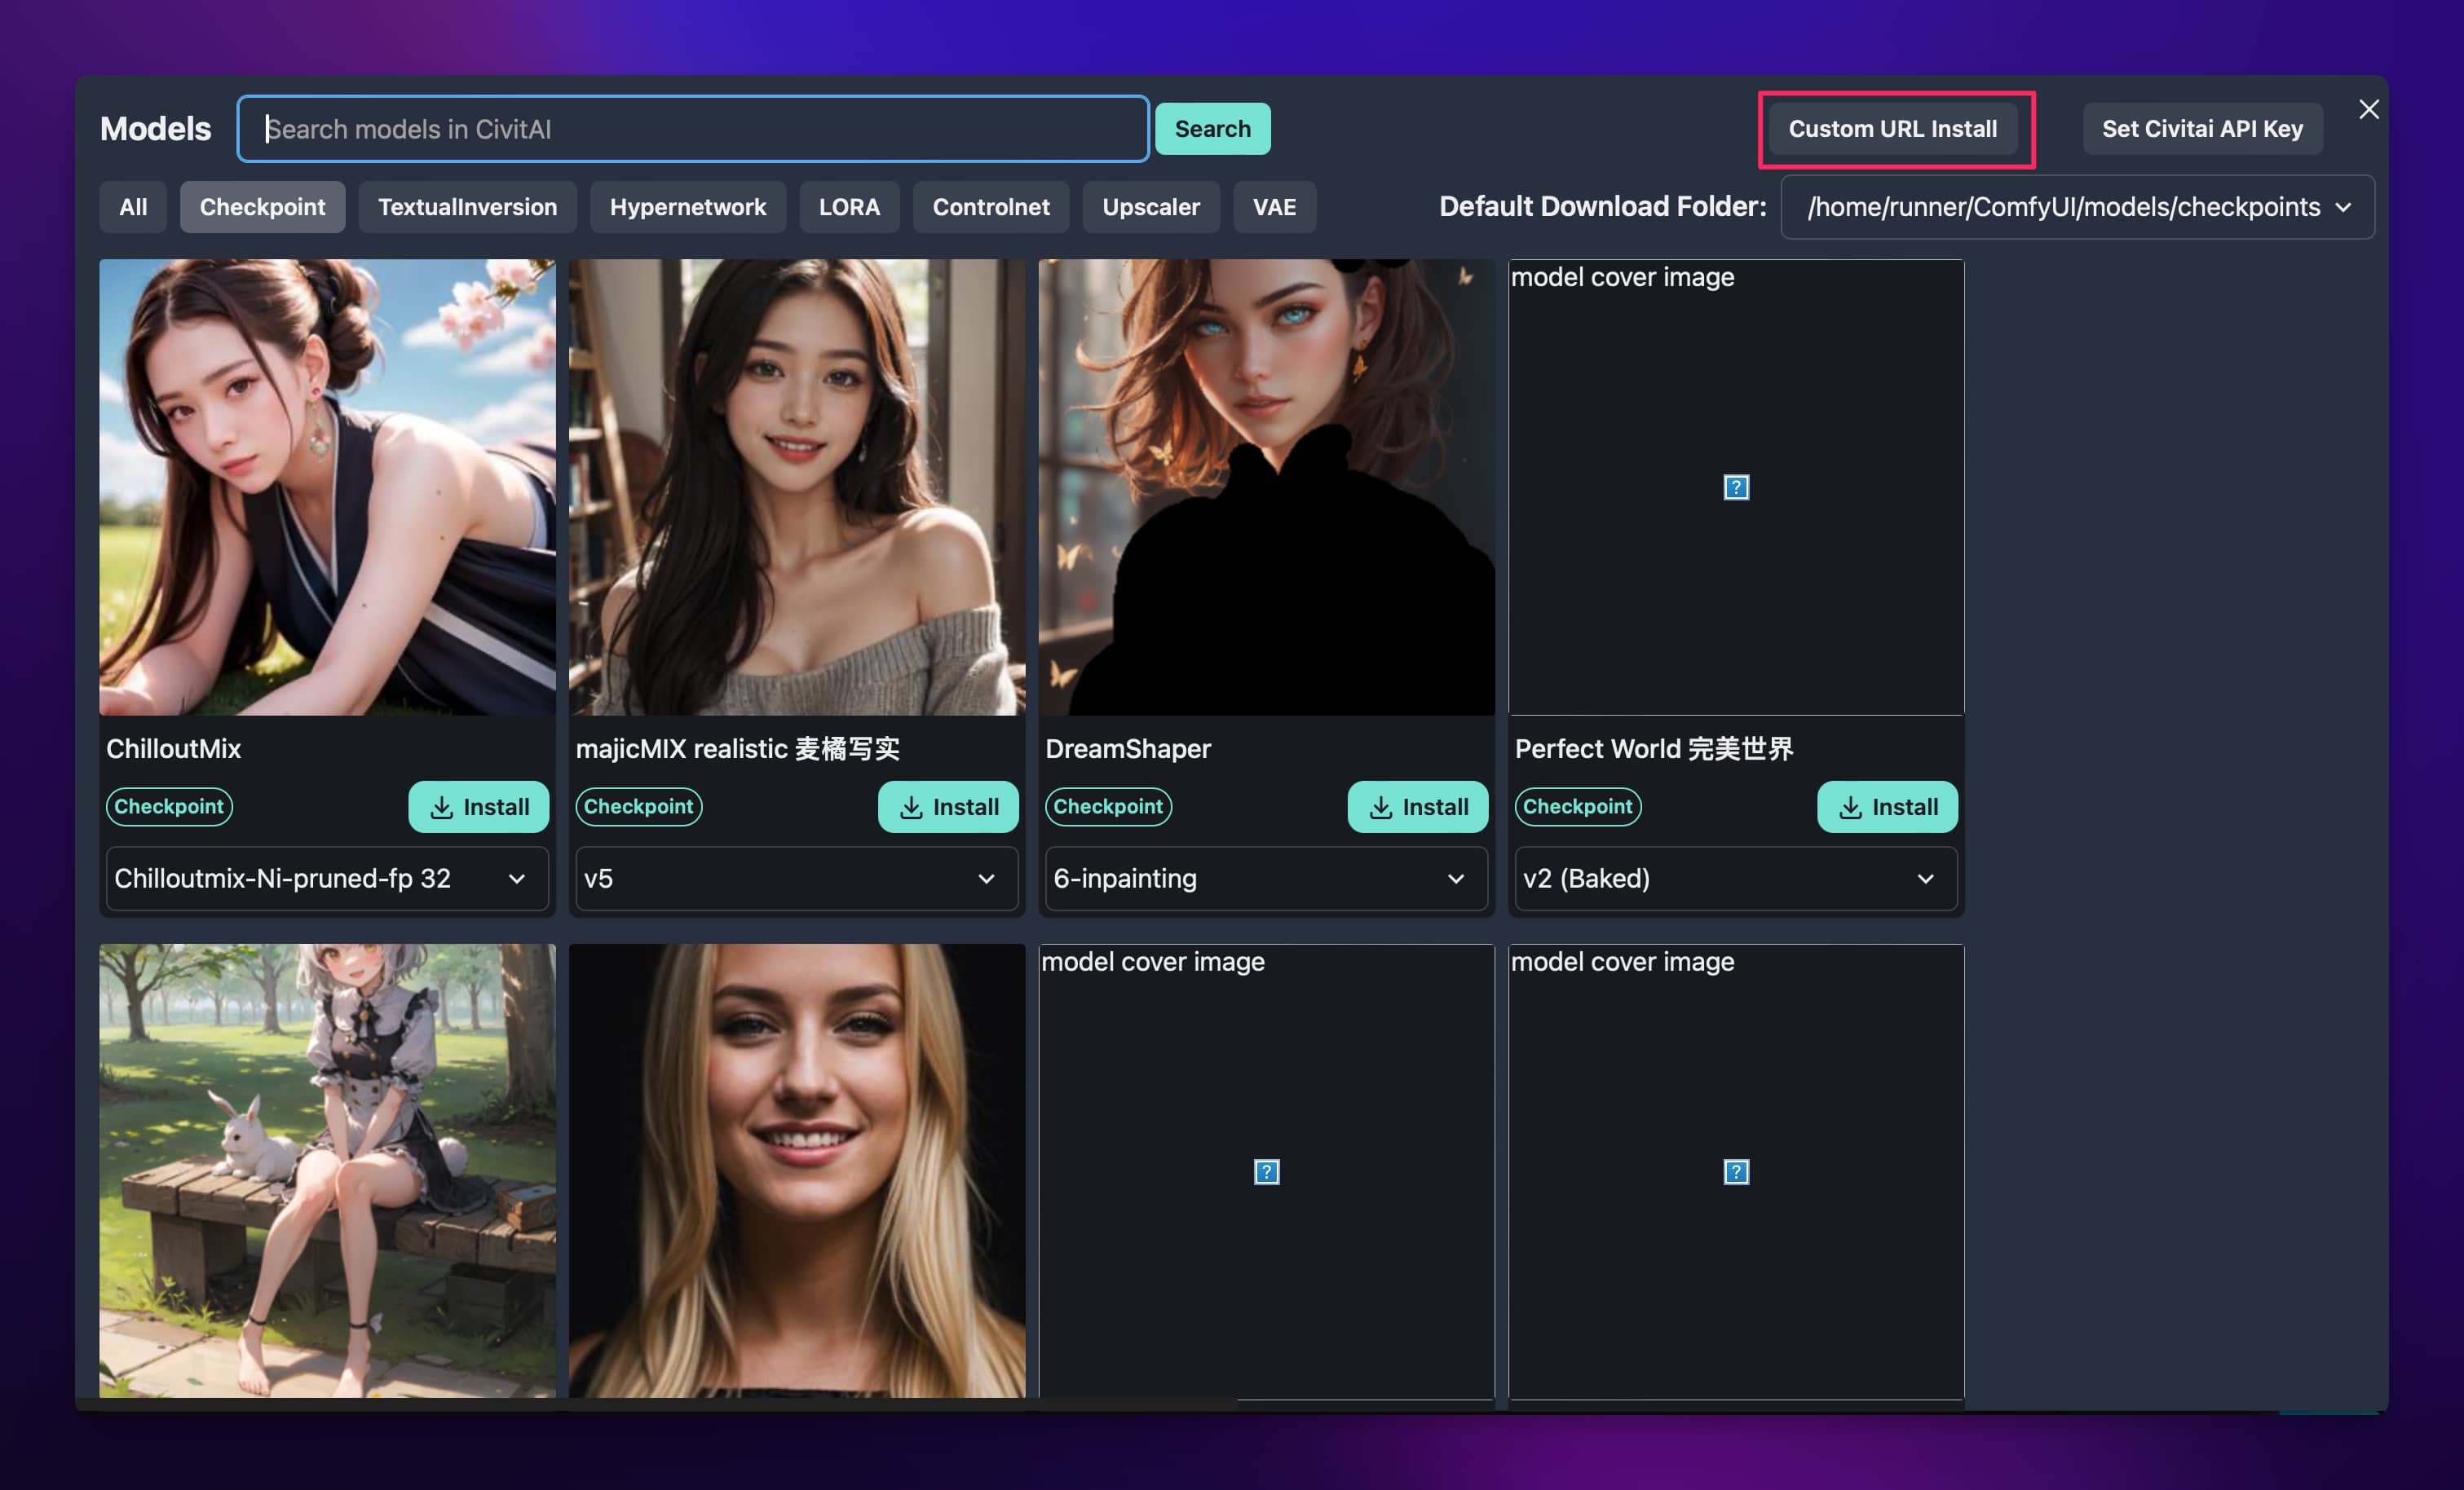 Models
Search models in CivitAI
Search
Custom URL Install
Set Civitai API Key
All
Checkpoint
TextualInversion
Hypernetwork
LORA
Controlnet
Upscaler
VAE
Default Download Folder:
/home/runner/ComfyUI/models/checkpoints
model cover image
ChilloutMix
Checkpoint
Install
Chilloutmix-Ni-pruned-fp 32
majicMIX realistic 麦橘写实
Checkpoint
Install
v5
DreamShaper
Checkpoint
Install
6-inpainting
Perfect World 完美世界
Checkpoint
Install
v2 (Baked)
model cover image
model cover image